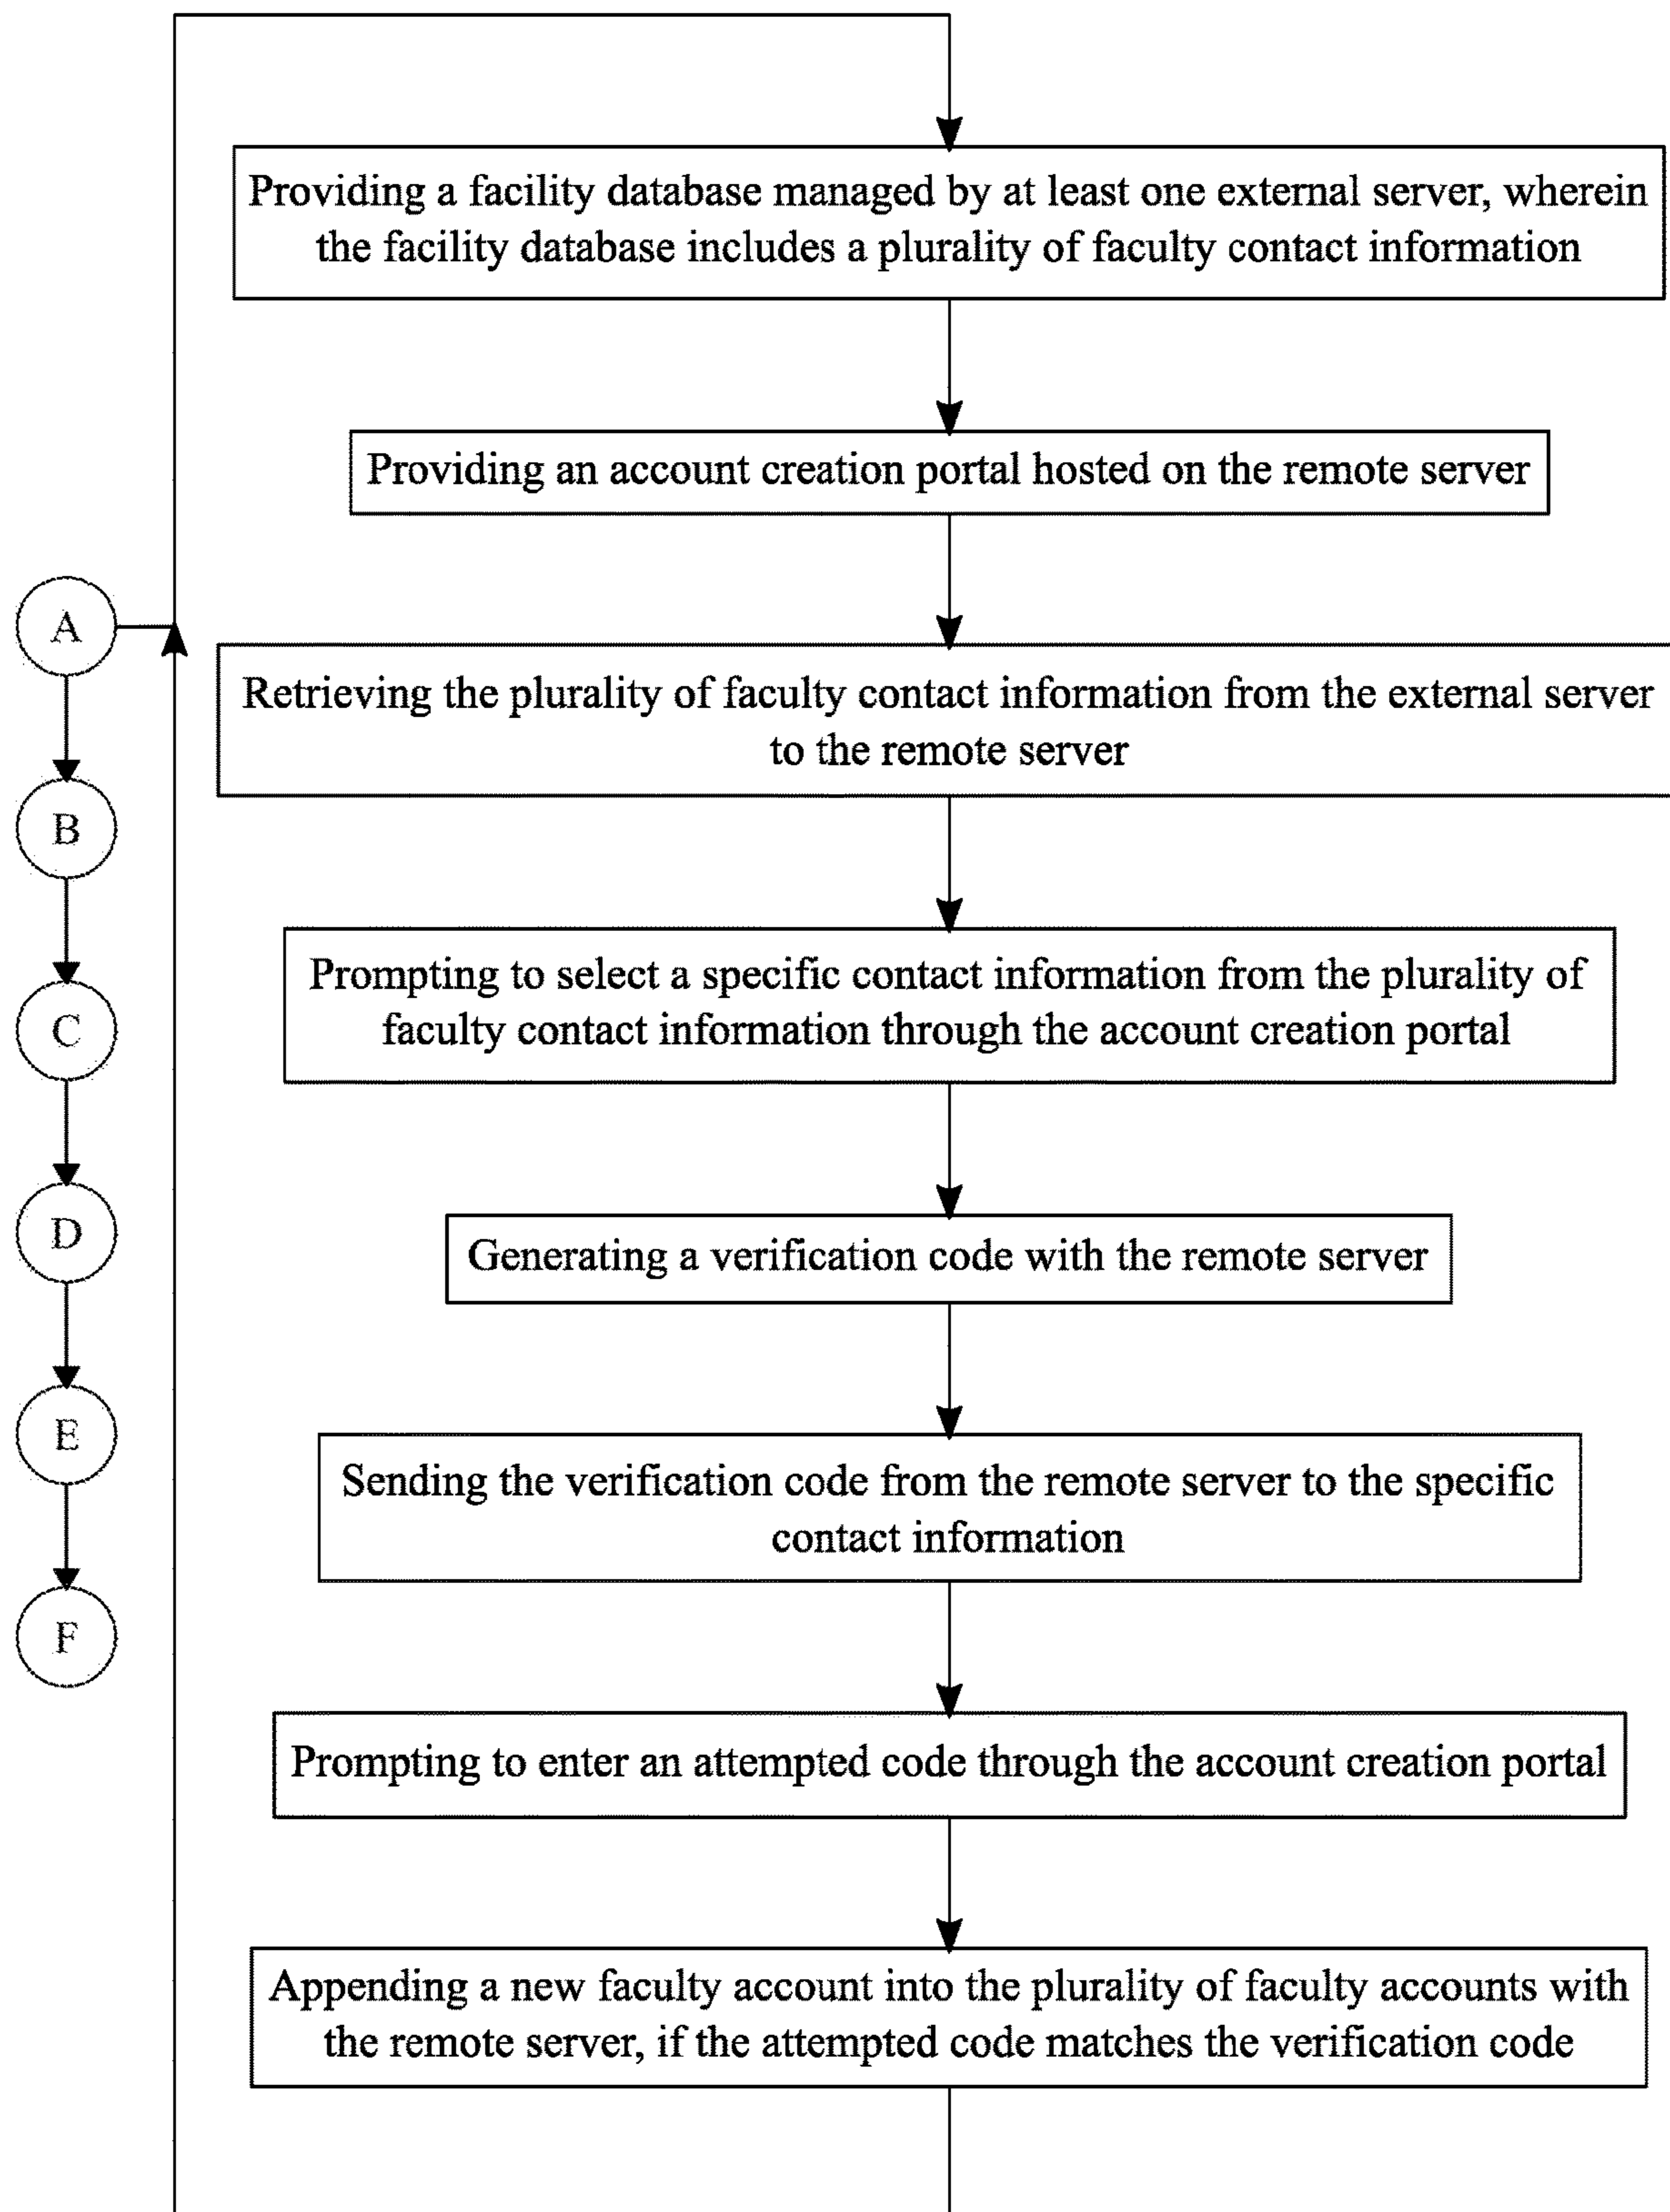 Providing a facility database managed by at least one external server, wherein
the facility database includes a plurality of faculty contact information
Providing an account creation portal hosted on the remote server
A
Retrieving the plurality of faculty contact information from the external server
to the remote server
B
Prompting to select a specific contact information from the plurality of
faculty contact information through the account creation portal
C
D
Generating a verification code with the remote server
E
Sending the verification code from the remote server to the specific
contact information
F
Prompting to enter an attempted code through the account creation portal
Appending a new faculty account into the plurality of faculty accounts with
the remote server, if the attempted code matches the verification code